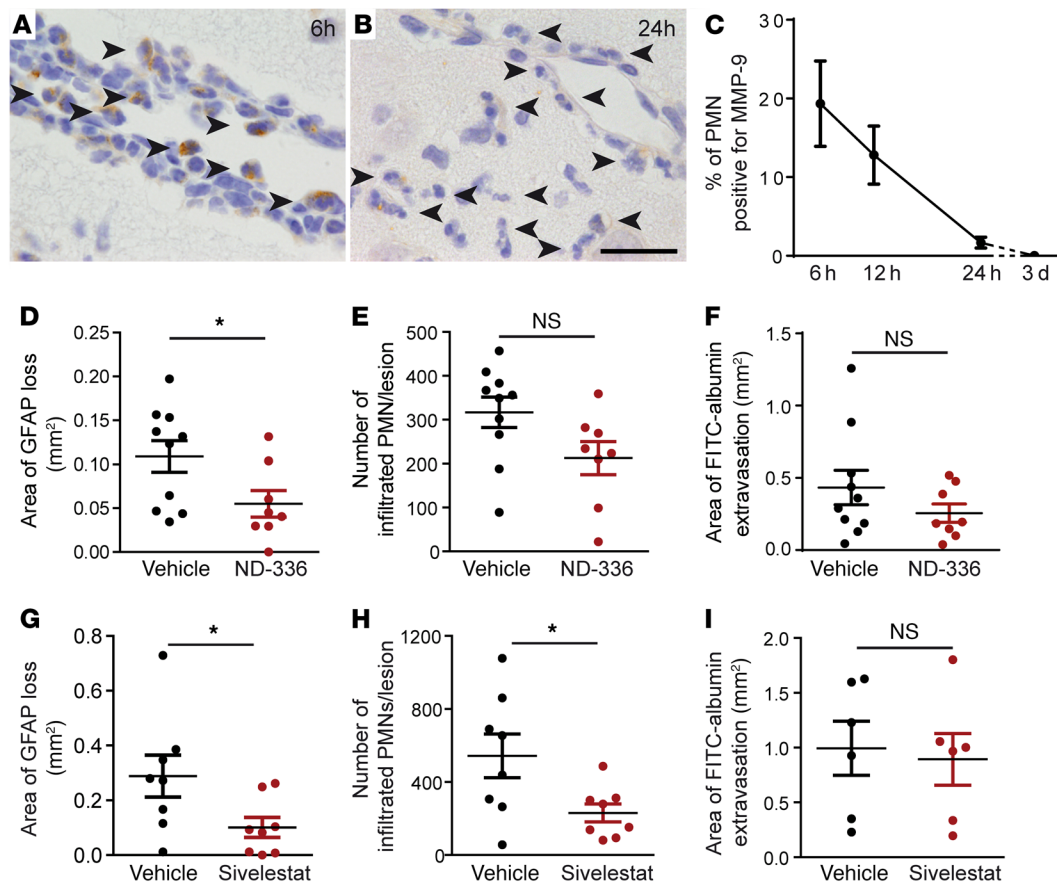 A
6h
B
24h
C
% of PMN
positive for MMP-9
30
20
10
0
6 h
12 h
24 h
3 d
D
Area of GFAP loss
(mm²)
0.25
0.20
0.15
0.10
0.05
0.00
*
Vehicle
ND-336
E
Number of
infiltrated PMN/lesion
500
400
300
200
100
0
NS
Vehicle
ND-336
F
Area of FITC-albumin
extravasation (mm²)
1.5
1.0
0.5
0.0
NS
Vehicle
ND-336
G
Area of GFAP loss
(mm²)
0.8
0.6
0.4
0.2
0.0
*
Vehicle
Sivelestat
H
Number of
infiltrated PMNs/lesion
1200
800
400
0
*
Vehicle
Sivelestat
I
Area of FITC-albumin
extravasation (mm²)
2.0
1.5
1.0
0.5
0.0
NS
Vehicle
Sivelestat